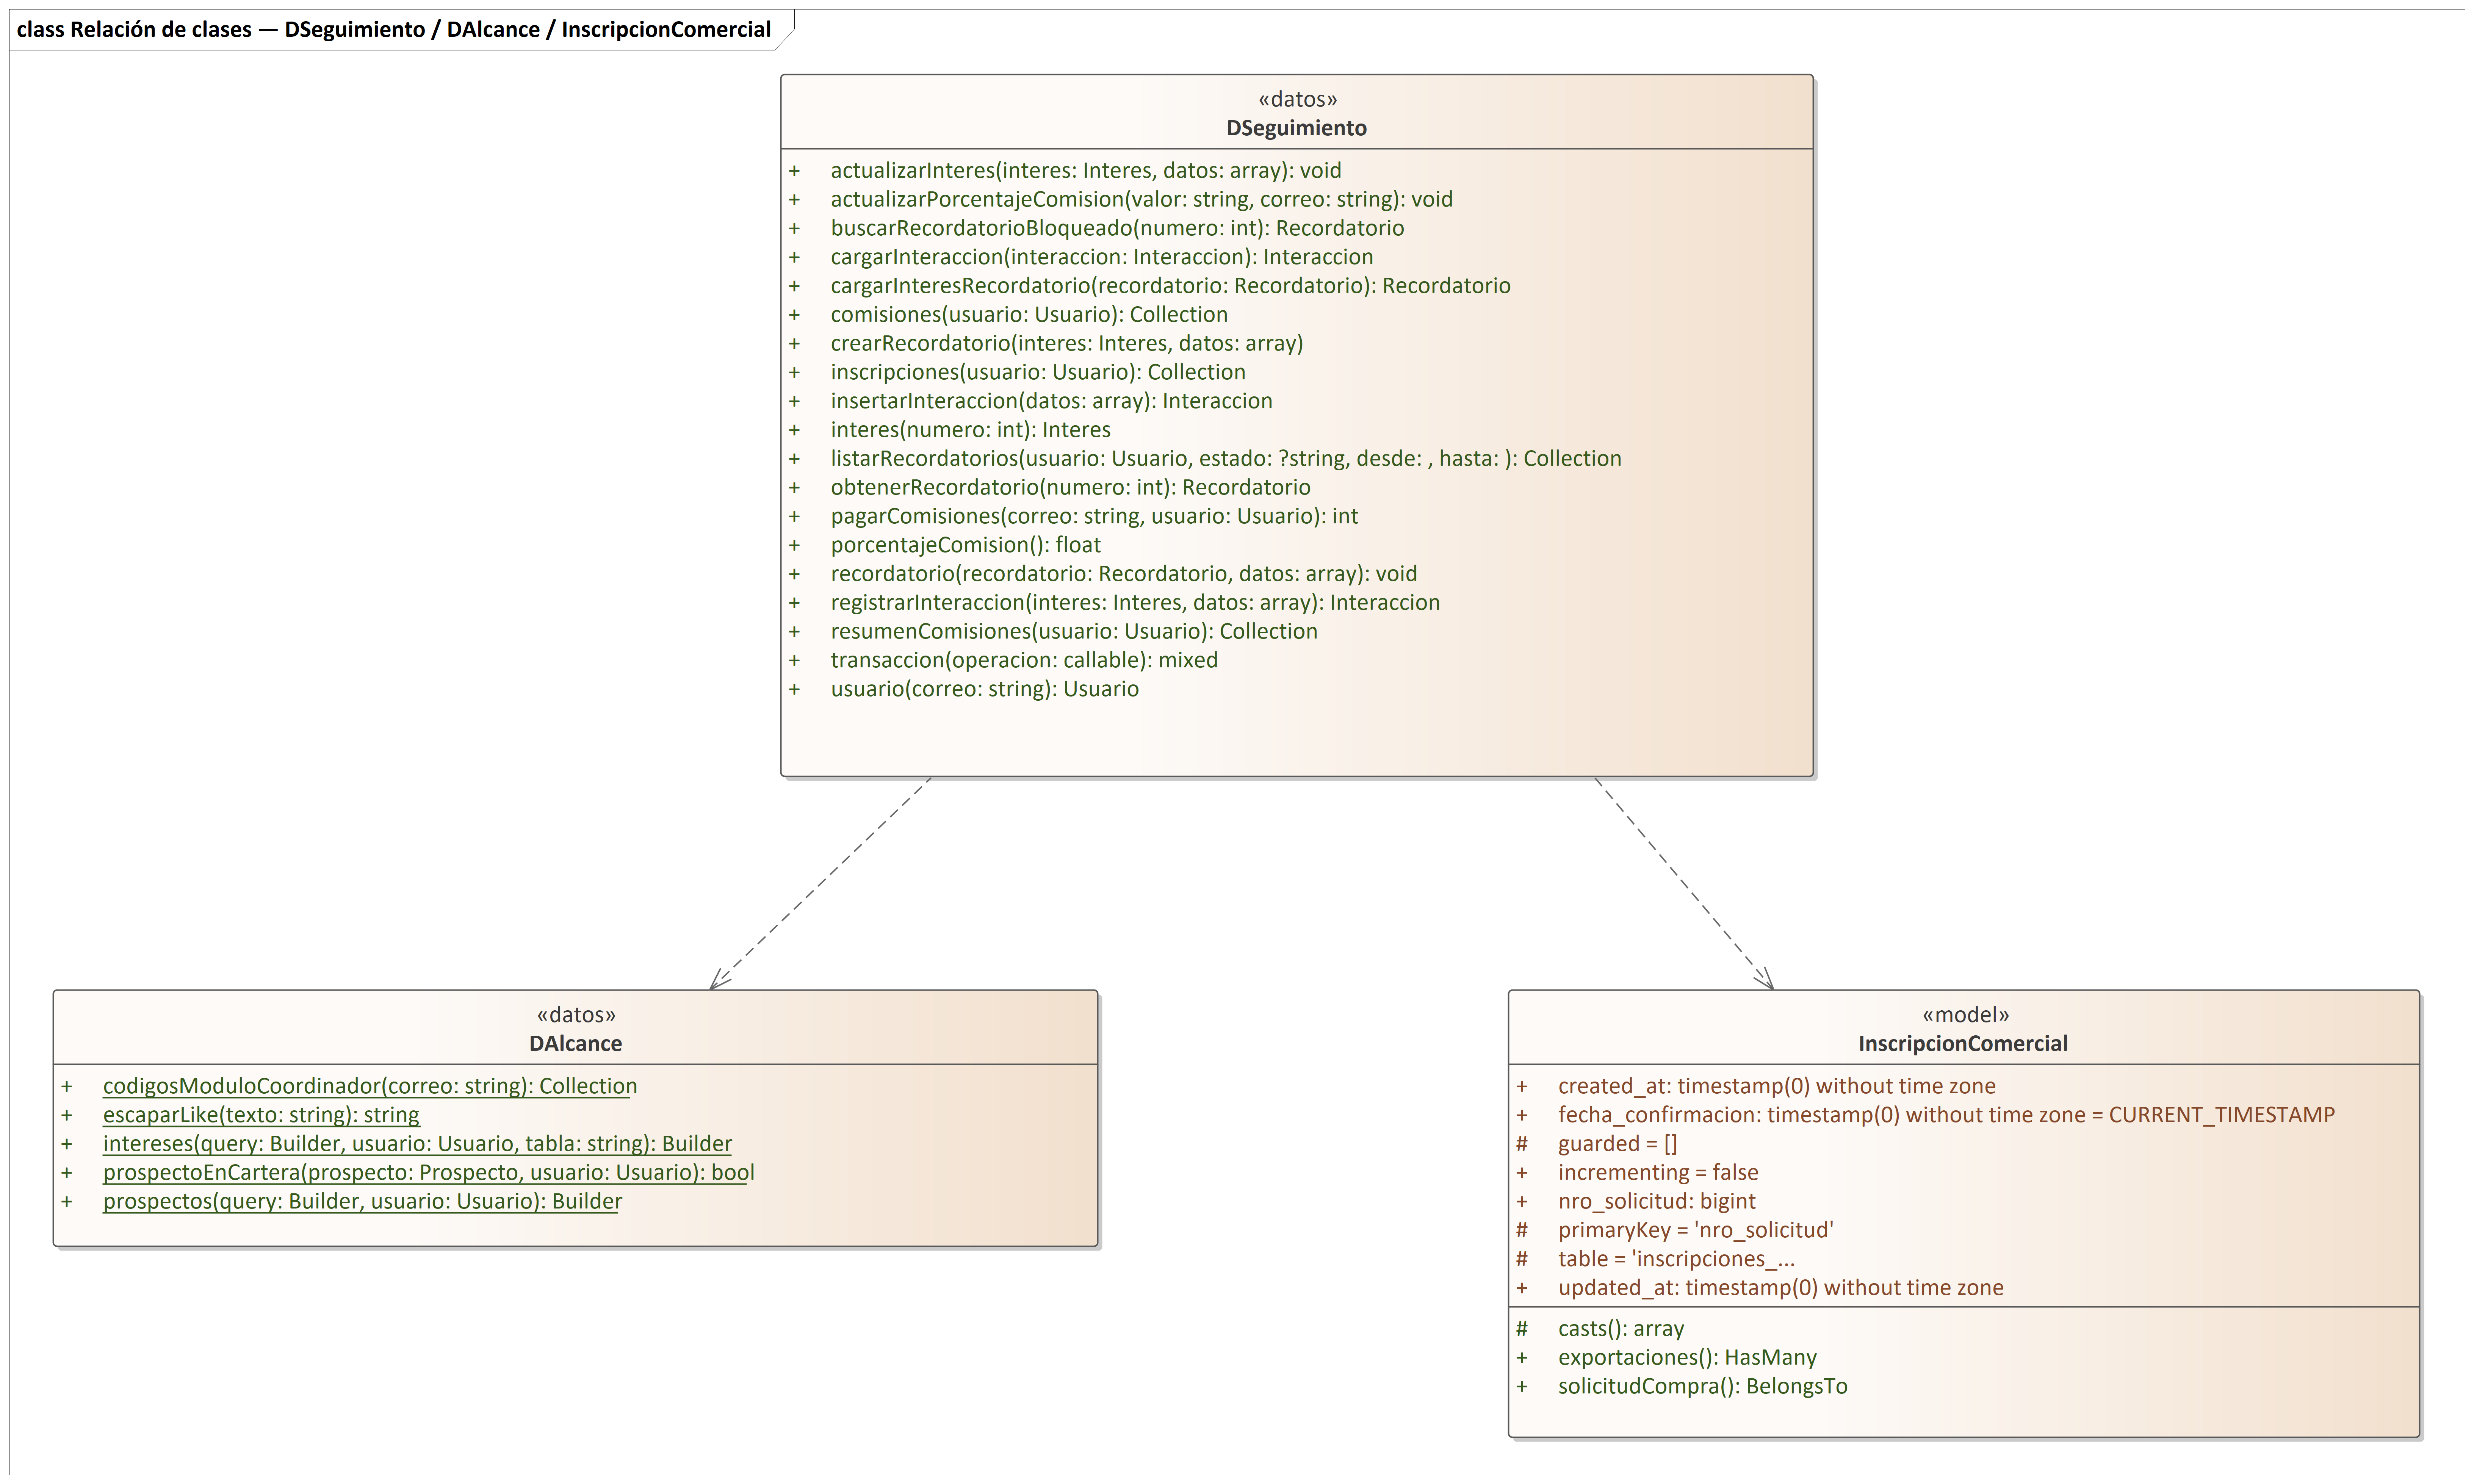 class Relación de clases — DSeguimiento / DAlcance / InscripcionComercial
«datos»
DSeguimiento
+ actualizarInteres(interes: Interes, datos: array): void
+ actualizarPorcentajeComision(valor: string, correo: string): void
+ buscarRecordatorioBloqueado(numero: int): Recordatorio
+ cargarInteraccion(interaccion: Interaccion): Interaccion
+ cargarInteresRecordatorio(recordatorio: Recordatorio): Recordatorio
+ comisiones(usuario: Usuario): Collection
+ crearRecordatorio(interes: Interes, datos: array)
+ inscripciones(usuario: Usuario): Collection
+ insertarInteraccion(datos: array): Interaccion
+ interes(numero: int): Interes
+ listarRecordatorios(usuario: Usuario, estado: ?string, desde: , hasta: ): Collection
+ obtenerRecordatorio(numero: int): Recordatorio
+ pagarComisiones(correo: string, usuario: Usuario): int
+ porcentajeComision(): float
+ recordatorio(recordatorio: Recordatorio, datos: array): void
+ registrarInteraccion(interes: Interes, datos: array): Interaccion
+ resumenComisiones(usuario: Usuario): Collection
+ transaccion(operacion: callable): mixed
+ usuario(correo: string): Usuario
«datos»
DAlcance
+ codigosModuloCoordinador(correo: string): Collection
+ escaparLike(texto: string): string
+ intereses(query: Builder, usuario: Usuario, tabla: string): Builder
+ prospectoEnCartera(prospecto: Prospecto, usuario: Usuario): bool
+ prospectos(query: Builder, usuario: Usuario): Builder
«model»
InscripcionComercial
+ created_at: timestamp(0) without time zone
+ fecha_confirmacion: timestamp(0) without time zone = CURRENT_TIMESTAMP
# guarded = []
+ incrementing = false
+ nro_solicitud: bigint
# primaryKey = 'nro_solicitud'
# table = 'inscripciones_...
+ updated_at: timestamp(0) without time zone
# casts(): array
+ exportaciones(): HasMany
+ solicitudCompra(): BelongsTo